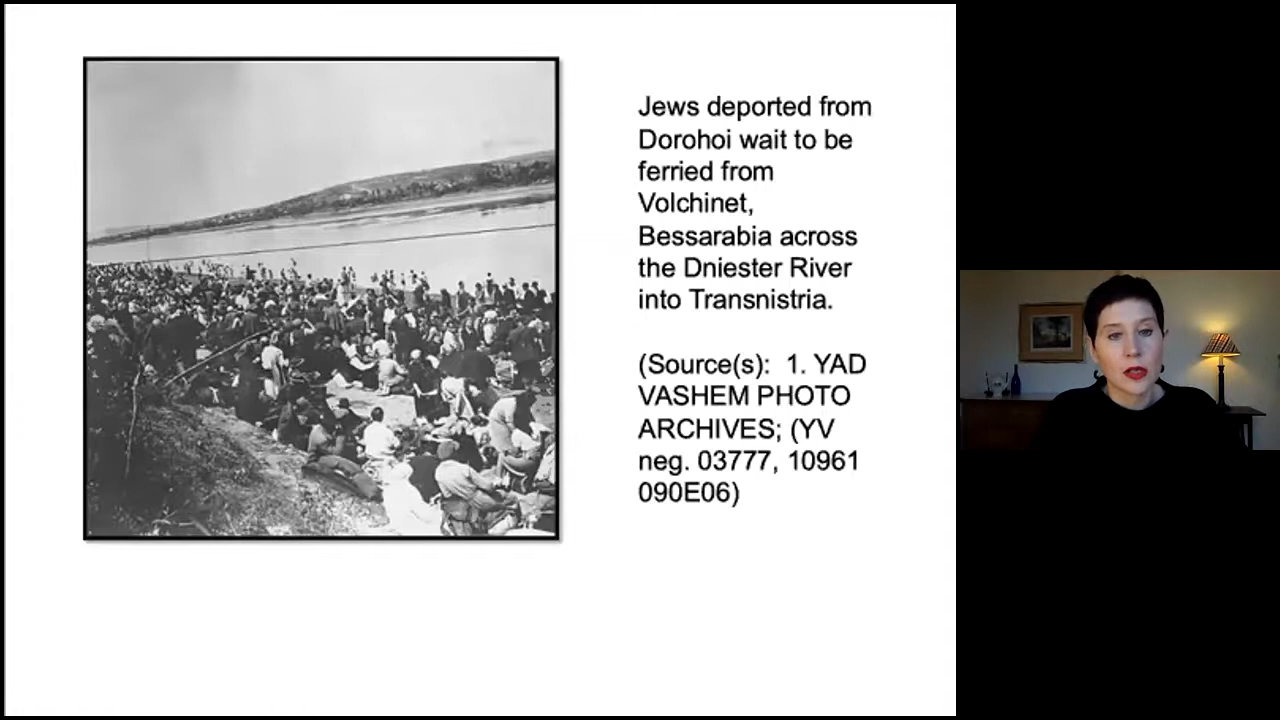 Jews deported from
Dorohoi wait to be
ferried from
Volchinet,
Bessarabia across
the Dniester River
into Transnistria.
(Source(s):  1. YAD
VASHEM PHOTO
ARCHIVES; (YV
neg. 03777, 10961
090E06)